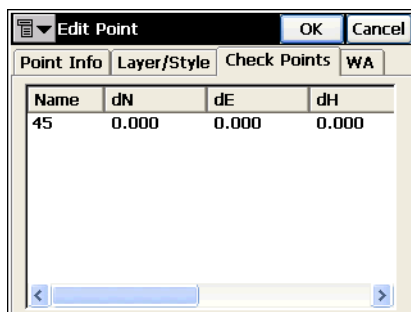 Edit Point OK Cancel
Point Info Layer/Style Check Points WA
Name dN dE dH
45 0.000 0.000 0.000